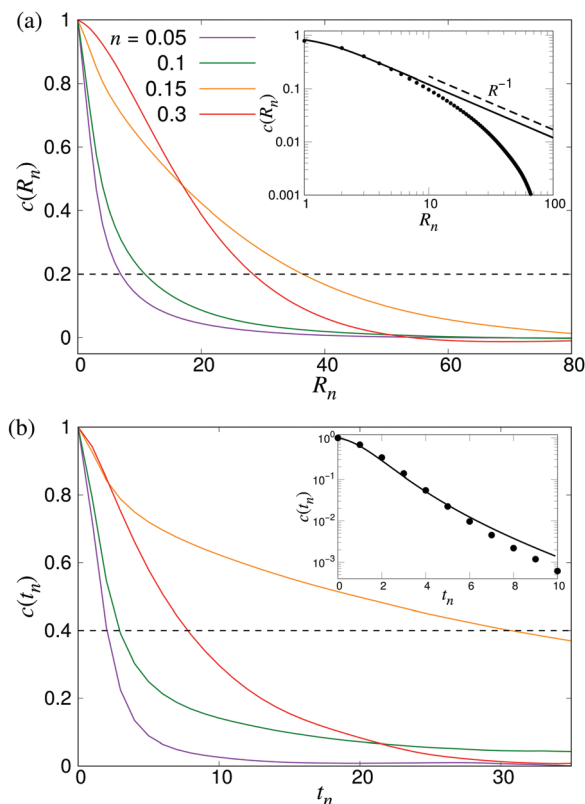 (a)
1
0.8
0.6
0.4
0.2
0
c(R_n)
n = 0.05
0.1
0.15
0.3
1
0.1
0.01
0.001
c(R_n)
R^{-1}
1 10 100
R_n
0 20 40 60 80
R_n
(b)
1
0.8
0.6
0.4
0.2
0
c(t_n)
10^0
10^{-1}
10^{-2}
10^{-3}
c(t_n)
0 2 4 6 8 10
t_n
0 10 20 30
t_n